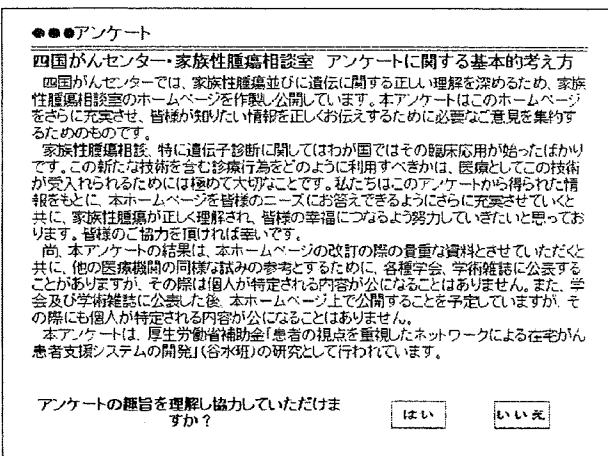 ●●●アンケート
四国がんセンター・家族性腫瘍相談室 アンケートに関する基本的考え方
四国がんセンターでは、家族性腫瘍並びに遺伝に関する正しい理解を深めるため、家族
性腫瘍相談室のホームページを作製し公開しています。本アンケートはこのホームページ
をさらに充実させ、皆様が知りたい情報を正しくお伝えするために必要なご意見を集約す
るためのものです。
家族性腫瘍相談、特に遺伝子診断に関してはわが国ではその臨床応用が始ったばかり
です。この新たな技術を含む診療行為をどのように利用すべきかは、医療としてこの技術
が受入れられるためには極めて大切なことです。私たちはこのアンケートから得られた情
報をもとに、本ホームページを皆様のニーズにお答えできるようにさらに充実させていくと
共に、家族性腫瘍が正しく理解され、皆様の幸福につなるよう努力していきたいと思ってお
ります。皆様のご協力を頂ければ幸いです。
尚、本アンケートの結果は、本ホームページの改訂の際の貴重な資料とさせていただくと
共に、他の医療機関の同様な試みの参考とするために、各種学会、学術雑誌に公表する
ことがありますが、その際は個人が特定される内容が公になることはありません。また、学
会及び学術雑誌に公表した後、本ホームページ上で公開することを予定していますが、そ
の際にも個人が特定される内容が公になることはありません。
本アンケートは、厚生労働省補助金「患者の視点を重視したネットワークによる在宅がん
患者支援システムの開発」(谷水班)の研究として行われています。
アンケートの趣旨を理解し協力していただけま
すか?
はい
いいえ